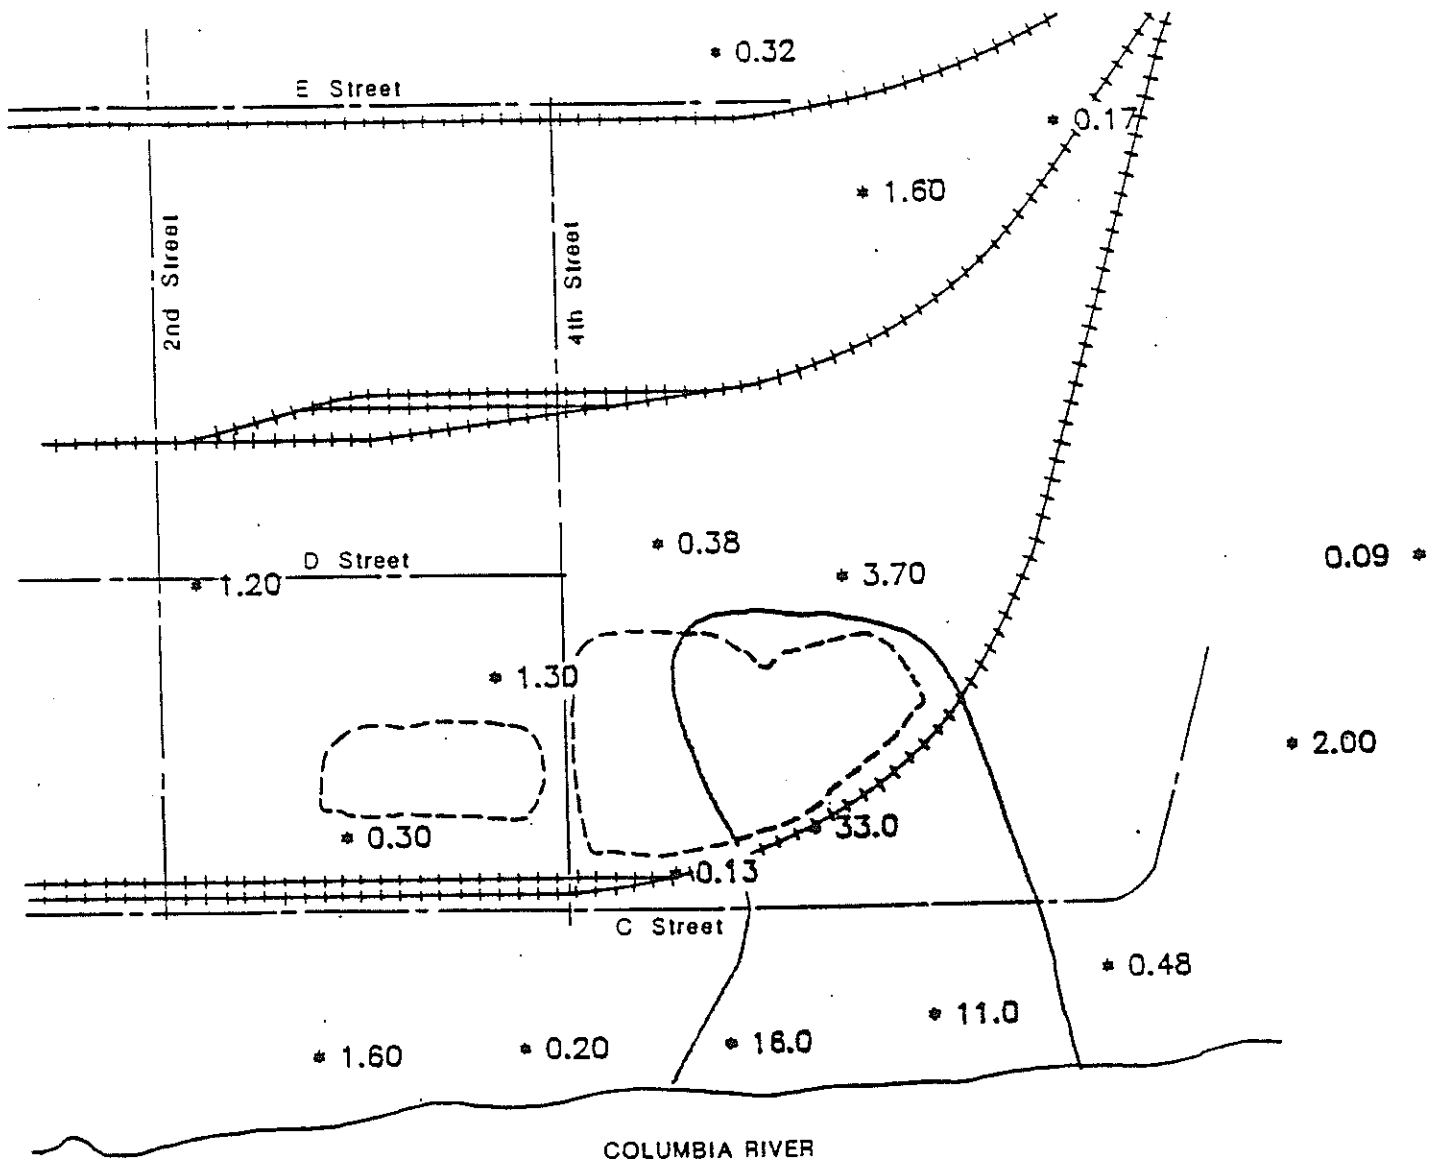 * 0.32
E Street
* 0.17
* 1.60
2nd Street
4th Street
* 0.38
D Street
* 3.70
0.09 *
* 1.20
* 1.30
* 2.00
* 33.0
* 0.30
* 0.13
C Street
* 0.48
* 11.0
* 16.0
* 0.20
* 1.60
COLUMBIA RIVER